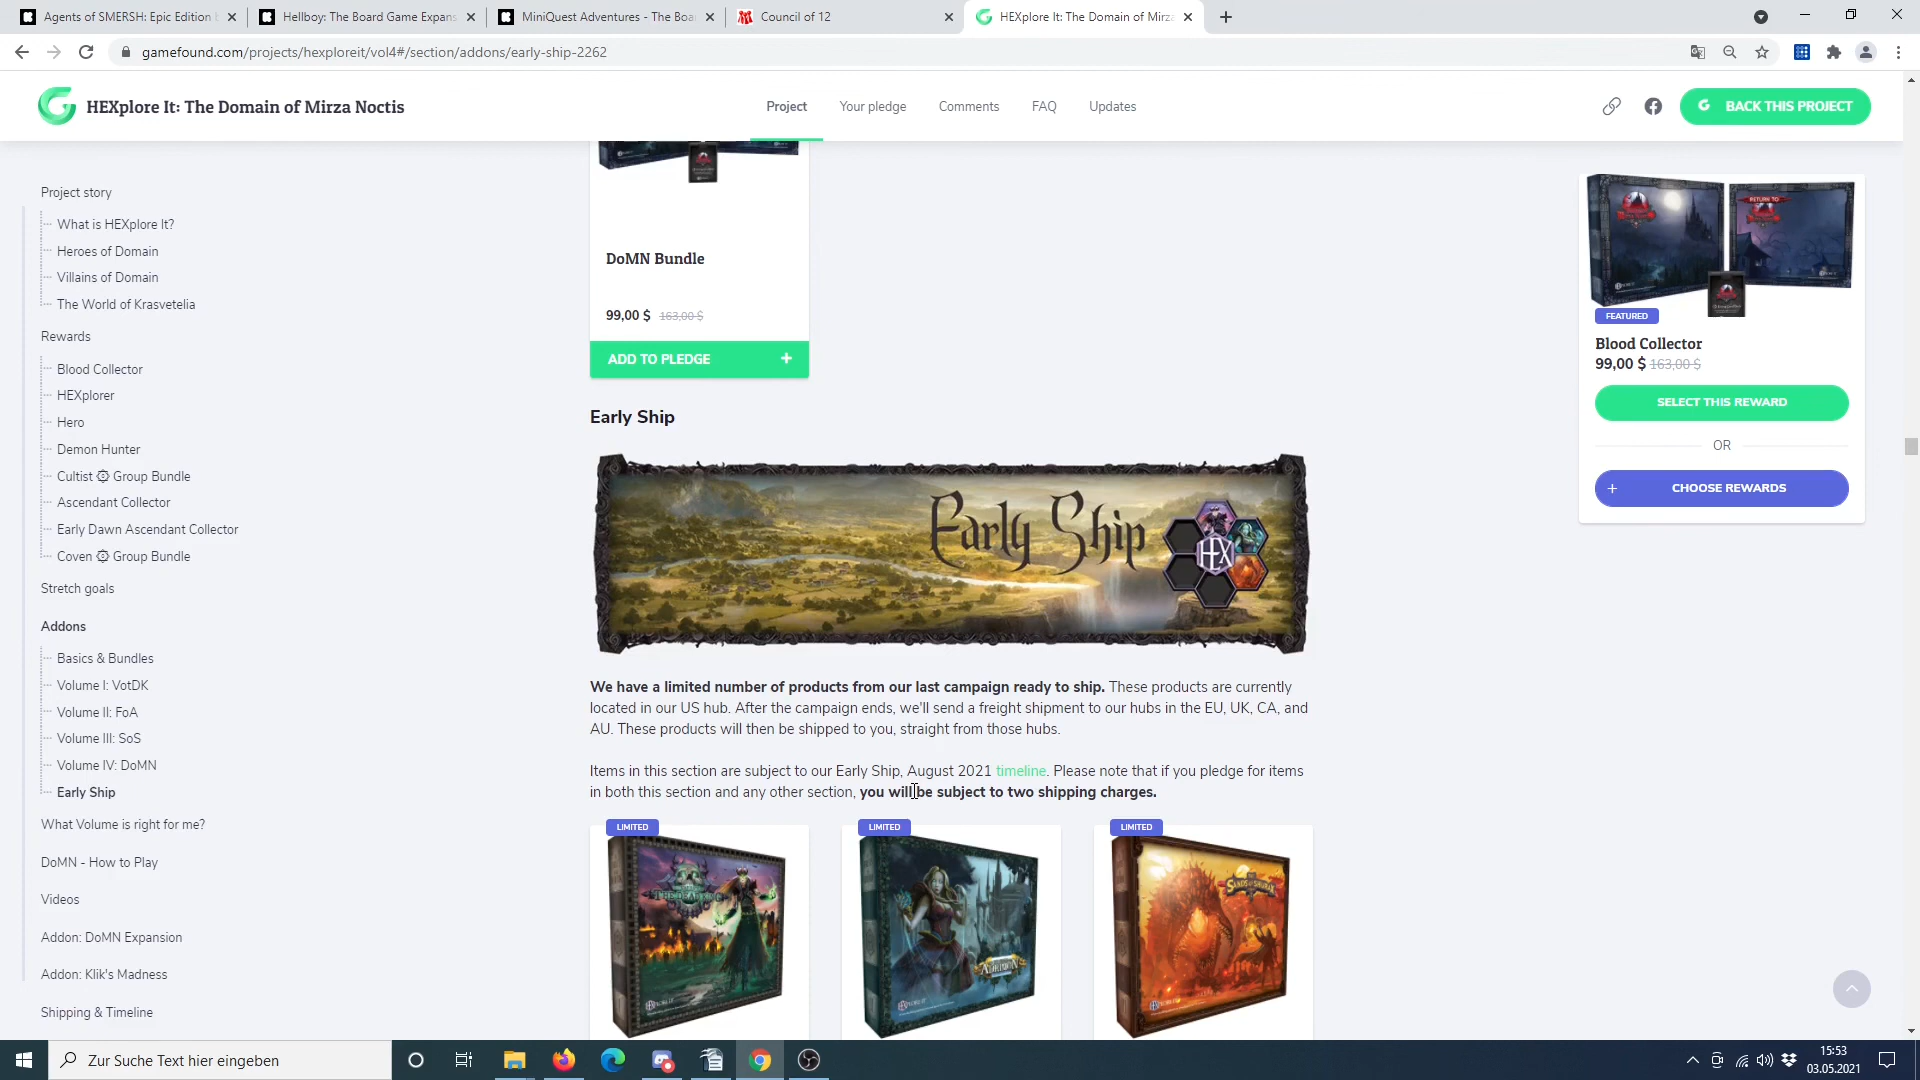 Agents of SMERSH: Epic Edition
Hellboy: The Board Game Expans
MiniQuest Adventures - The Boa
Council of 12
HEXplore It: The Domain of Mirza
gamefound.com/projects/hexploreit/vol4#/section/addons/early-ship-2262
HEXplore It: The Domain of Mirza Noctis
Project
Your pledge
Comments
FAQ
Updates
BACK THIS PROJECT
Project story
What is HEXplore It?
Heroes of Domain
Villains of Domain
The World of Krasvetelia
Rewards
Blood Collector
HEXplorer
Hero
Demon Hunter
Cultist Group Bundle
Ascendant Collector
Early Dawn Ascendant Collector
Coven Group Bundle
Stretch goals
Addons
Basics & Bundles
Volume I: VotDK
Volume II: FoA
Volume III: SoS
Volume IV: DoMN
Early Ship
What Volume is right for me?
DoMN - How to Play
Videos
Addon: DoMN Expansion
Addon: Klik's Madness
Shipping & Timeline
DoMN Bundle
99,00 $ 163,00 $
ADD TO PLEDGE +
Early Ship
Early Ship
HEX
We have a limited number of products from our last campaign ready to ship. These products are currently
located in our US hub. After the campaign ends, we'll send a freight shipment to our hubs in the EU, UK, CA, and
AU. These products will then be shipped to you, straight from those hubs.
Items in this section are subject to our Early Ship, August 2021 timeline. Please note that if you pledge for items
in both this section and any other section, you will be subject to two shipping charges.
LIMITED
LIMITED
LIMITED
THE DEAD KING
ADRIMON
SANDS OF SHURAX
RETURN TO
FEATURED
Blood Collector
99,00 $ 163,00 $
SELECT THIS REWARD
OR
+ CHOOSE REWARDS
Zur Suche Text hier eingeben
15:53
03.05.2021